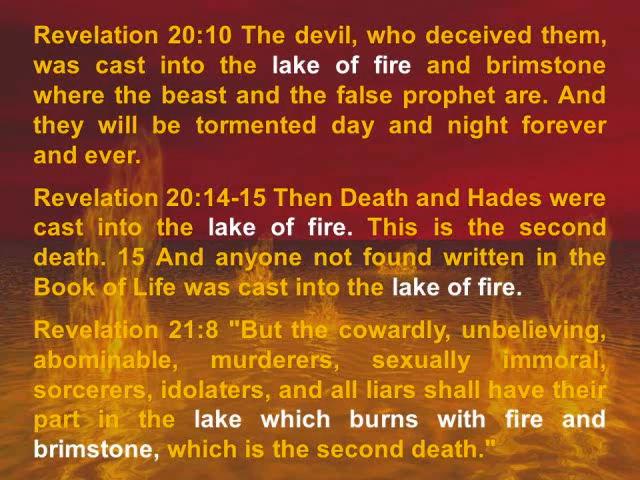 Revelation 20:10 The devil, who deceived them,
was cast into the lake of fire and brimstone
where the beast and the false prophet are. And
they will be tormented day and night forever
and ever.
Revelation 20:14-15 Then Death and Hades were
cast into the lake of fire. This is the second
death. 15 And anyone not found written in the
Book of Life was cast into the lake of fire.
Revelation 21:8 "But the cowardly, unbelieving,
abominable, murderers, sexually immoral,
sorcerers, idolaters, and all liars shall have their
part in the lake which burns with fire and
brimstone, which is the second death."